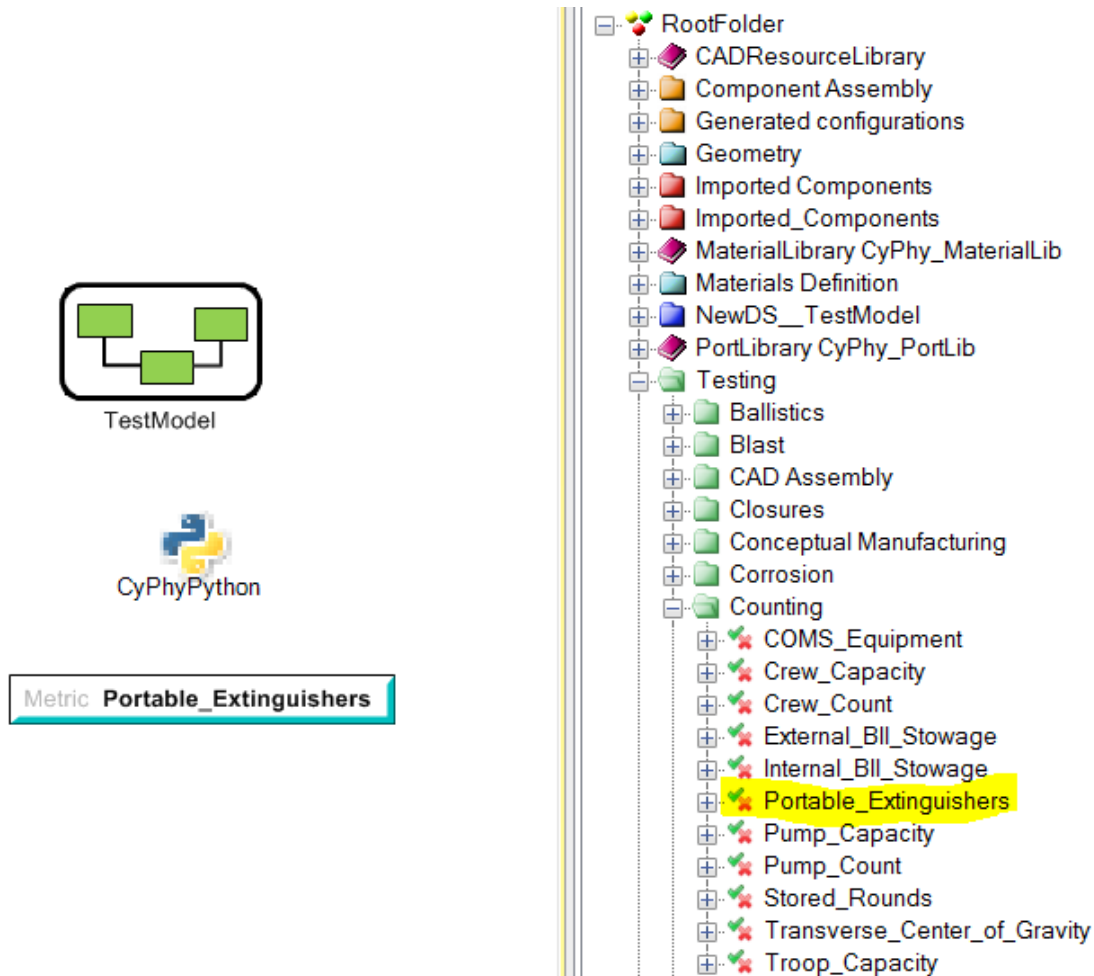 TestModel
CyPhyPython
Metric Portable_Extinguishers
RootFolder
CADResourceLibrary
Component Assembly
Generated configurations
Geometry
Imported Components
Imported_Components
MaterialLibrary CyPhy_MaterialLib
Materials Definition
NewDS__TestModel
PortLibrary CyPhy_PortLib
Testing
Ballistics
Blast
CAD Assembly
Closures
Conceptual Manufacturing
Corrosion
Counting
COMS_Equipment
Crew_Capacity
Crew_Count
External_BII_Stowage
Internal_BII_Stowage
Portable_Extinguishers
Pump_Capacity
Pump_Count
Stored_Rounds
Transverse_Center_of_Gravity
Troop_Capacity